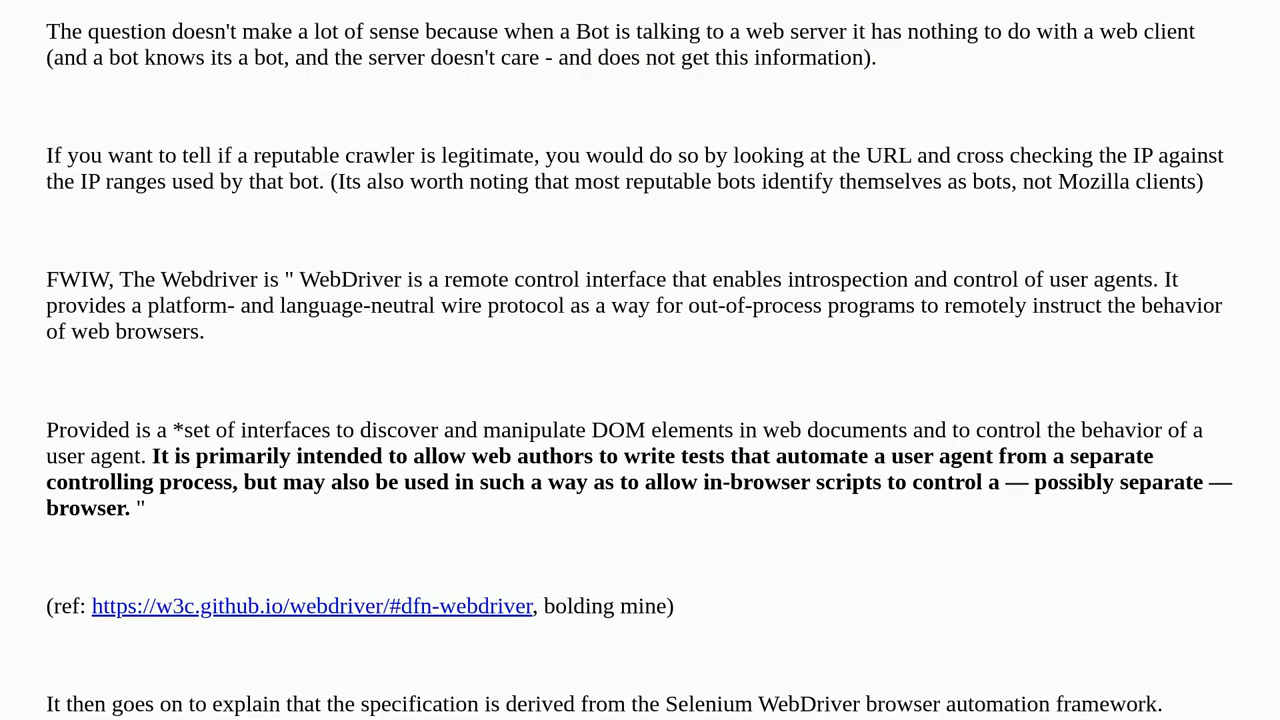 The question doesn't make a lot of sense because when a Bot is talking to a web server it has nothing to do with a web client
(and a bot knows its a bot, and the server doesn't care - and does not get this information).
If you want to tell if a reputable crawler is legitimate, you would do so by looking at the URL and cross checking the IP against
the IP ranges used by that bot. (Its also worth noting that most reputable bots identify themselves as bots, not Mozilla clients)
FWIW, The Webdriver is " WebDriver is a remote control interface that enables introspection and control of user agents. It
provides a platform- and language-neutral wire protocol as a way for out-of-process programs to remotely instruct the behavior
of web browsers.
Provided is a *set of interfaces to discover and manipulate DOM elements in web documents and to control the behavior of a
user agent. It is primarily intended to allow web authors to write tests that automate a user agent from a separate
controlling process, but may also be used in such a way as to allow in-browser scripts to control a — possibly separate —
browser. "
(ref: https://w3c.github.io/webdriver/#dfn-webdriver, bolding mine)
It then goes on to explain that the specification is derived from the Selenium WebDriver browser automation framework.